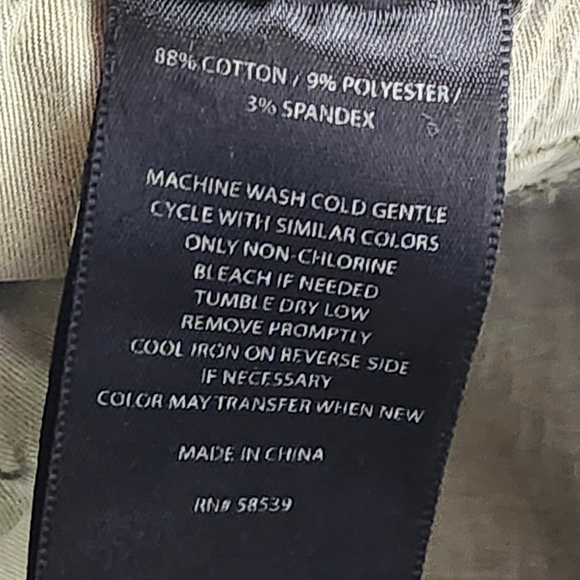 88% COTTON / 9% POLYESTER /
3% SPANDEX
MACHINE WASH COLD GENTLE
CYCLE WITH SIMILAR COLORS
ONLY NON-CHLORINE
BLEACH IF NEEDED
TUMBLE DRY LOW
REMOVE PROMPTLY
COOL IRON ON REVERSE SIDE
IF NECESSARY
COLOR MAY TRANSFER WHEN NEW
MADE IN CHINA
RN# 58539